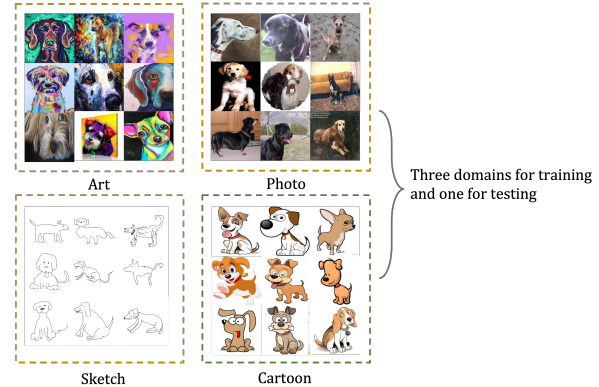 Art
Photo
Three domains for training
and one for testing
Sketch
Cartoon